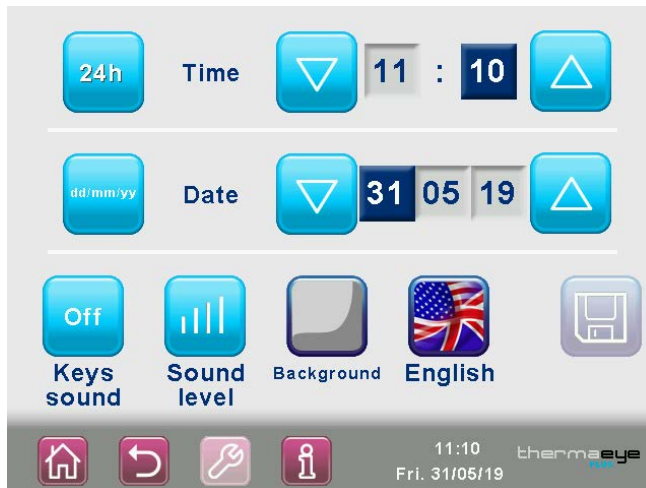 24h Time 11 : 10
dd/mm/yy Date 31 05 19
Off
Keys sound Sound level Background English
11:10
Fri. 31/05/19
thermaeye
PLUS